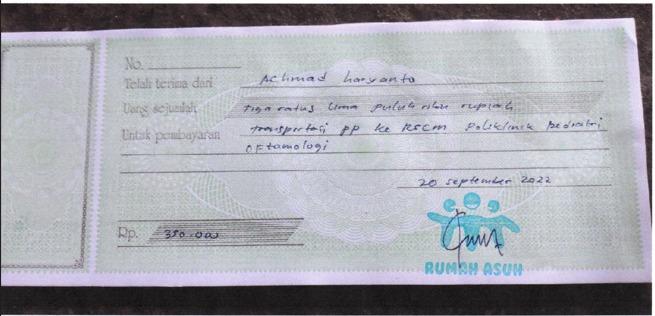 No.
Telah terima dari Achmad haryanto
Uang sejumlah Tiga ratus lima puluh ribu rupiah
Untuk pembayaran Transportasi PP ke RSCM Poliklinik Pediatri
Oftamologi
20 september 2022
Rp. 350.000
RUMAH ASUH